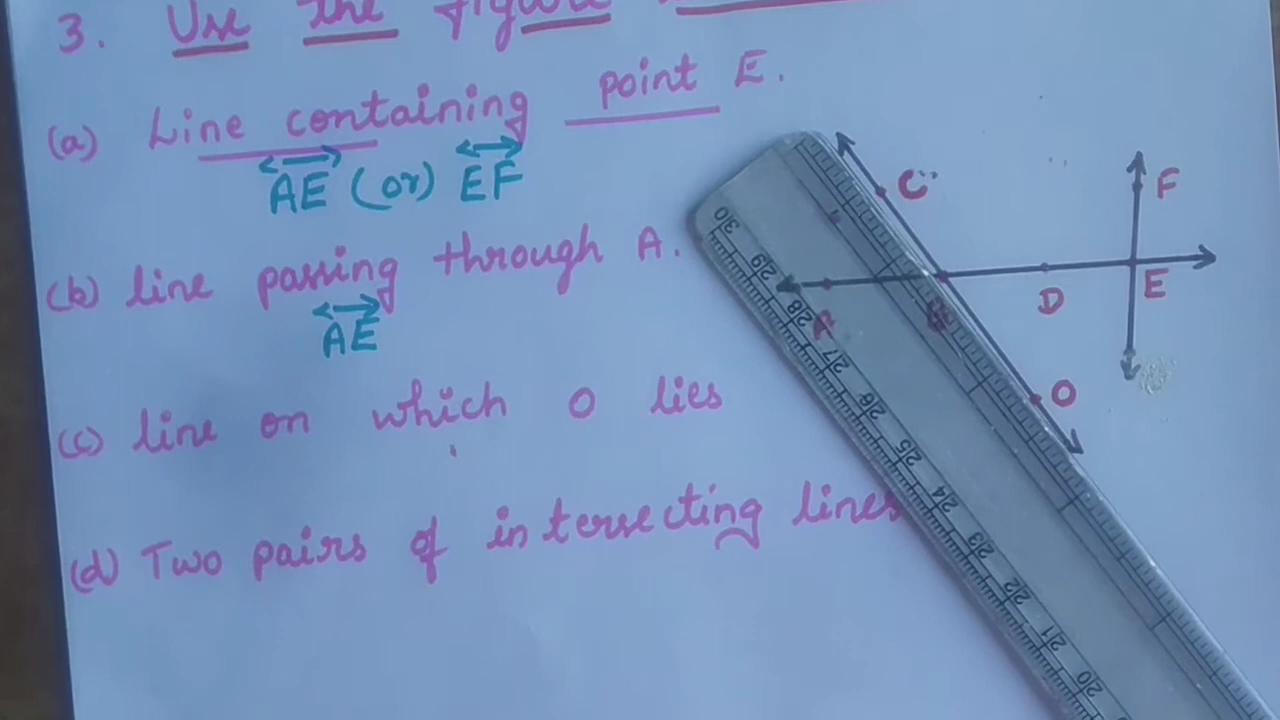 3. Use the figure
(a) Line containing point E.
AE (or) EF
(b) line passing through A.
AE
(c) line on which O lies
(d) Two pairs of intersecting lines
C
F
A
B
D
E
O
30
29
28
27
26
25
24
23
22
21
20